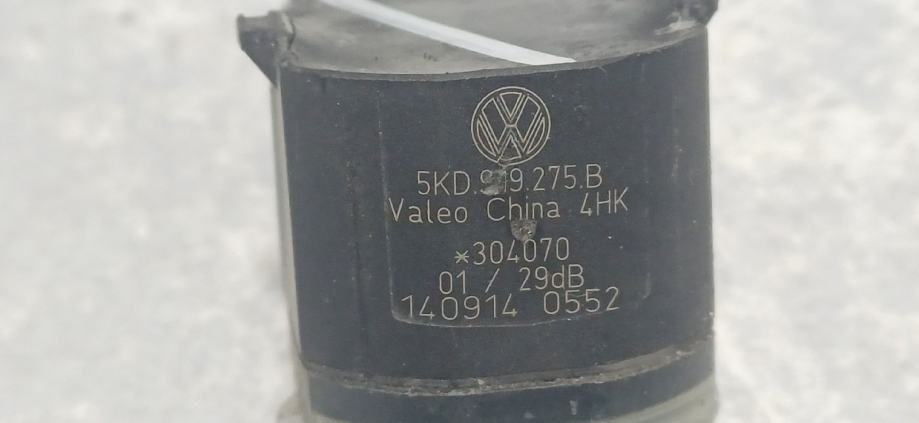 5KD.919.275.B
Valeo China 4HK
*304070
01 / 29dB
140914 0552